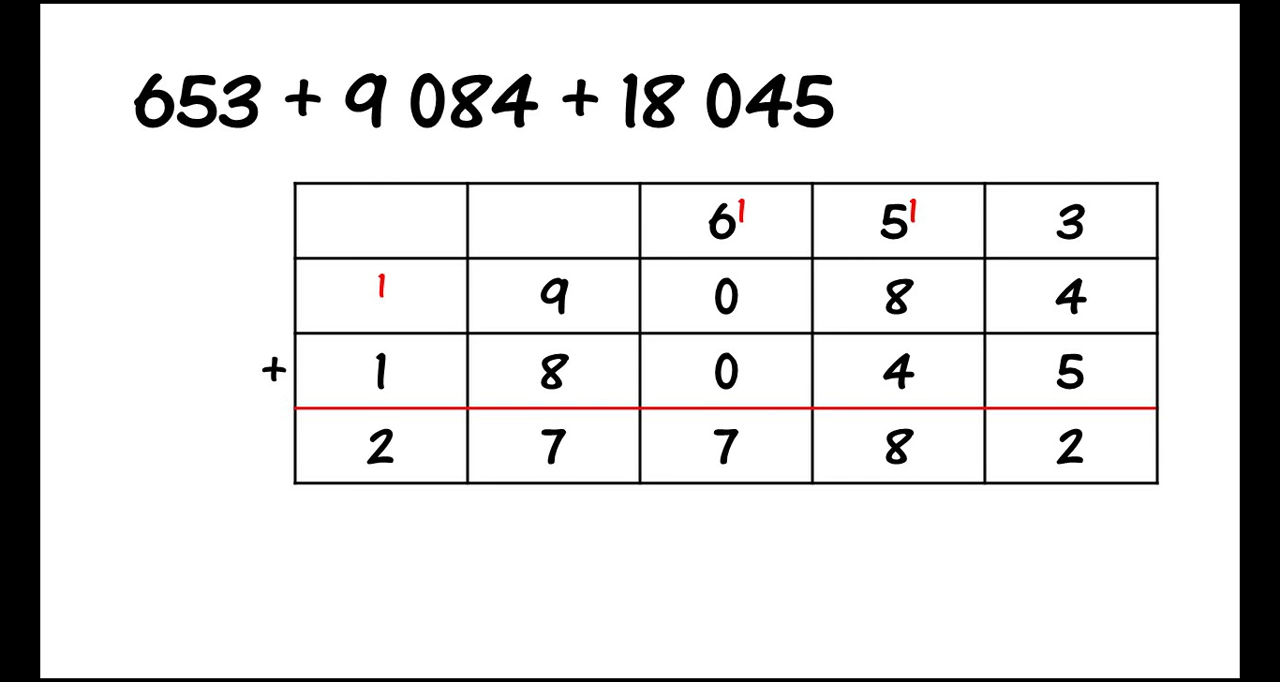 653 + 9 084 + 18 045
6 1 5 1 3
1 9 0 8 4
+ 1 8 0 4 5
2 7 7 8 2